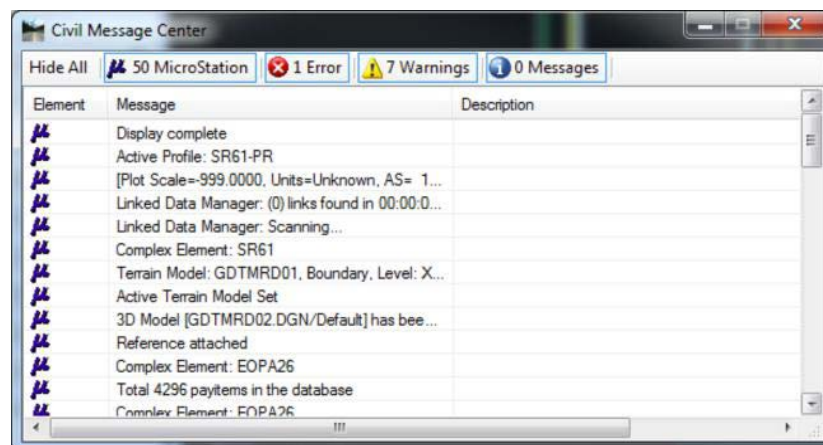 Civil Message Center
Hide All µ 50 MicroStation 1 Error 7 Warnings 0 Messages
Element Message Description
µ Display complete
µ Active Profile: SR61-PR
µ [Plot Scale=-999.0000, Units=Unknown, AS= 1...
µ Linked Data Manager: (0) links found in 00:00:0...
µ Linked Data Manager: Scanning...
µ Complex Element: SR61
µ Terrain Model: GDTMRD01, Boundary, Level: X...
µ Active Terrain Model Set
µ 3D Model [GDTMRD02.DGN/Default] has bee...
µ Reference attached
µ Complex Element: EOPA26
µ Total 4296 payitems in the database
µ Complex Element: EOPA26